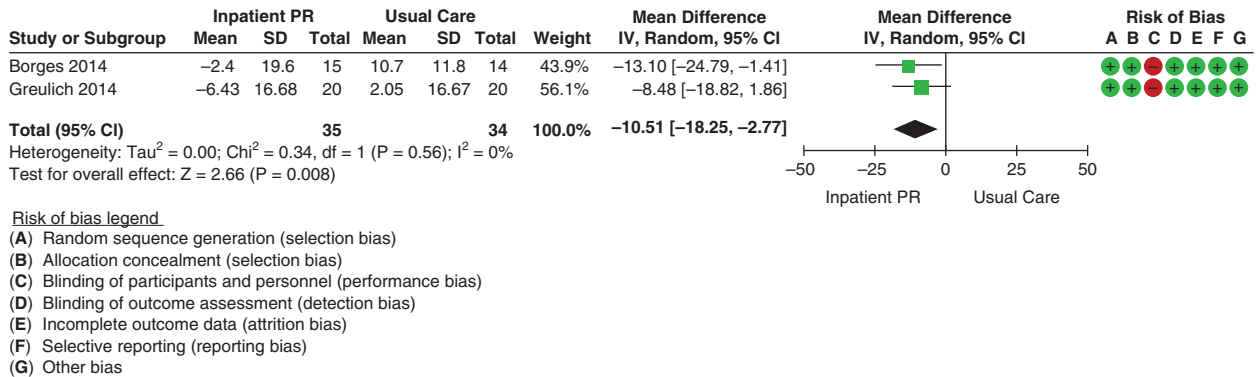 Inpatient PR Usual Care Mean Difference Mean Difference Risk of Bias
Study or Subgroup Mean SD Total Mean SD Total Weight IV, Random, 95% CI IV, Random, 95% CI A B C D E F G
Borges 2014 −2.4 19.6 15 10.7 11.8 14 43.9% −13.10 [−24.79, −1.41] + + − + + + +
Greulich 2014 −6.43 16.68 20 2.05 16.67 20 56.1% −8.48 [−18.82, 1.86] + + − + + + +
Total (95% CI) 35 34 100.0% −10.51 [−18.25, −2.77]
Heterogeneity: Tau² = 0.00; Chi² = 0.34, df = 1 (P = 0.56); I² = 0%
Test for overall effect: Z = 2.66 (P = 0.008)
−50 −25 0 25 50
Inpatient PR Usual Care
Risk of bias legend
(A) Random sequence generation (selection bias)
(B) Allocation concealment (selection bias)
(C) Blinding of participants and personnel (performance bias)
(D) Blinding of outcome assessment (detection bias)
(E) Incomplete outcome data (attrition bias)
(F) Selective reporting (reporting bias)
(G) Other bias